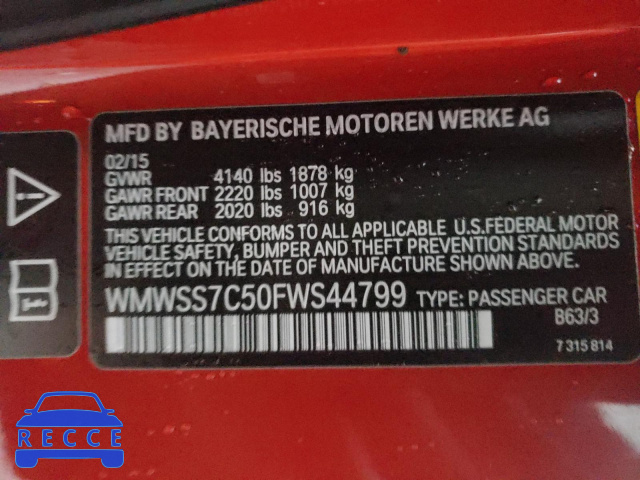 MFD BY BAYERISCHE MOTOREN WERKE AG
02/15
GVWR 4140 lbs 1878 kg
GAWR FRONT 2220 lbs 1007 kg
GAWR REAR 2020 lbs 916 kg
THIS VEHICLE CONFORMS TO ALL APPLICABLE U.S.FEDERAL MOTOR
VEHICLE SAFETY, BUMPER AND THEFT PREVENTION STANDARDS
IN EFFECT ON THE DATE OF MANUFACTURE SHOWN ABOVE.
WMWSS7C50FWS44799 TYPE: PASSENGER CAR
B63/3
7 315 814
RECCE